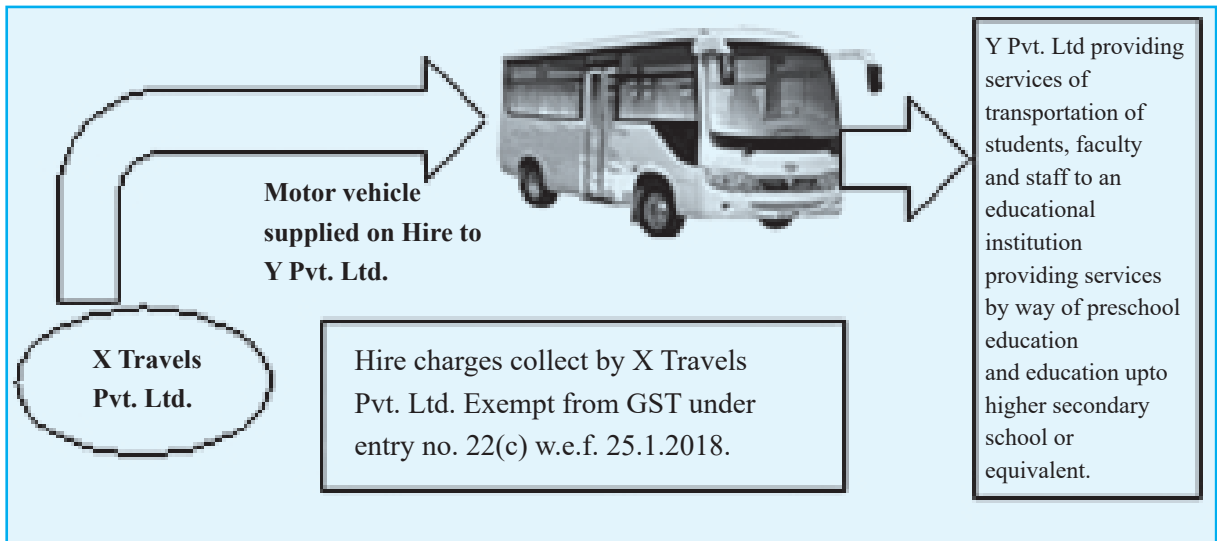 Motor vehicle
supplied on Hire to
Y Pvt. Ltd.
X Travels
Pvt. Ltd.
Hire charges collect by X Travels
Pvt. Ltd. Exempt from GST under
entry no. 22(c) w.e.f. 25.1.2018.
Y Pvt. Ltd providing
services of
transportation of
students, faculty
and staff to an
educational
institution
providing services
by way of preschool
education
and education upto
higher secondary
school or
equivalent.